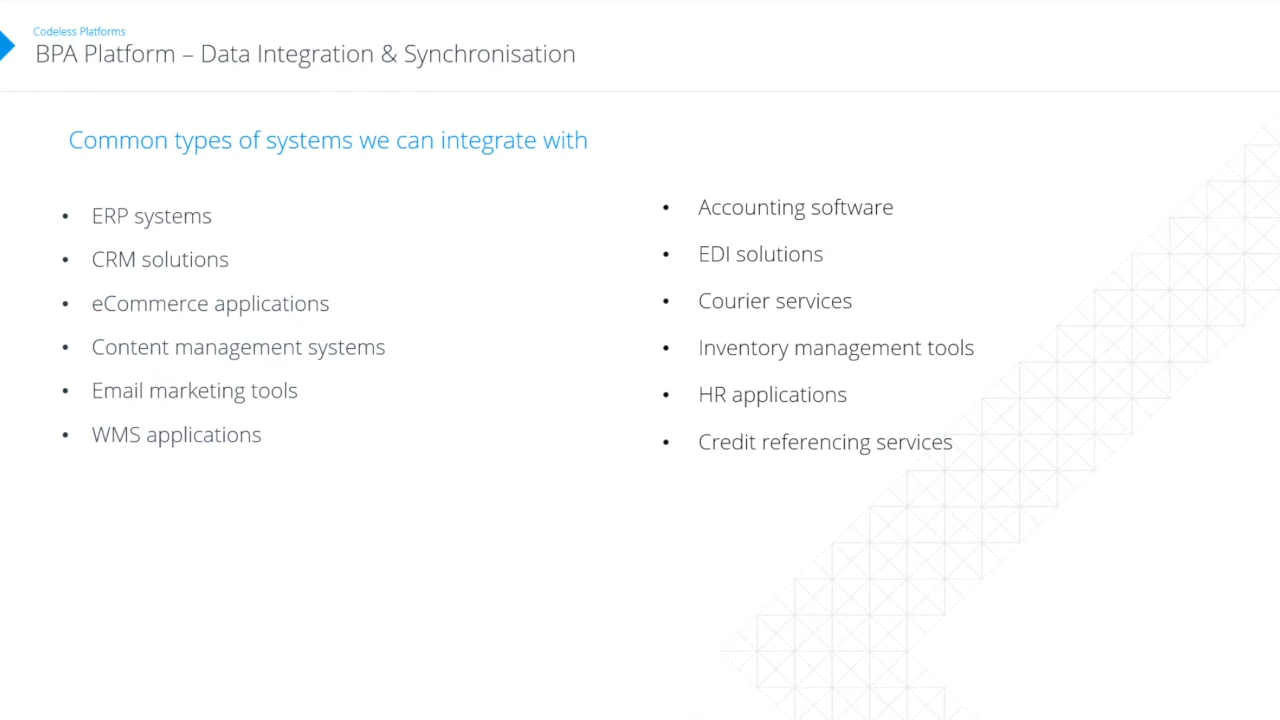 Codeless Platforms
BPA Platform – Data Integration & Synchronisation
Common types of systems we can integrate with
• ERP systems
• CRM solutions
• eCommerce applications
• Content management systems
• Email marketing tools
• WMS applications
• Accounting software
• EDI solutions
• Courier services
• Inventory management tools
• HR applications
• Credit referencing services